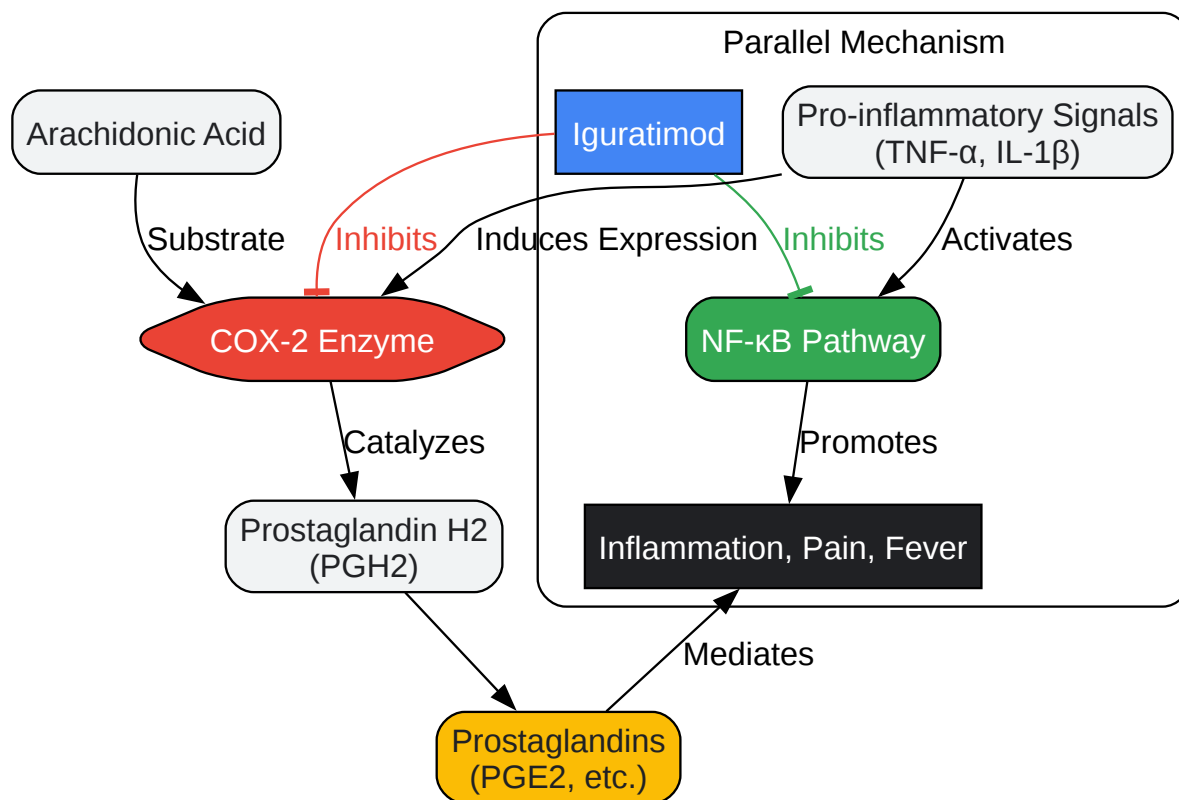 Parallel Mechanism
Arachidonic Acid
Iguratimod
Pro-inflammatory Signals
(TNF-α, IL-1β)
Substrate
Inhibits
Induces Expression
Inhibits
Activates
COX-2 Enzyme
NF-κB Pathway
Catalyzes
Promotes
Prostaglandin H2
(PGH2)
Inflammation, Pain, Fever
Mediates
Prostaglandins
(PGE2, etc.)